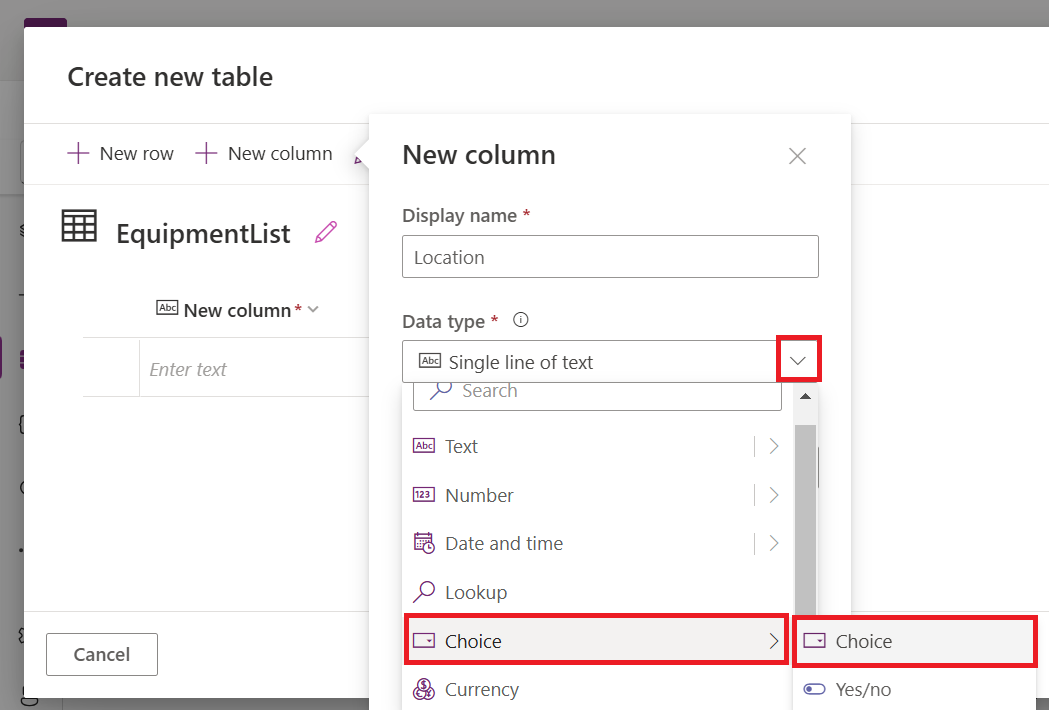 Create new table
New row
New column
New column
Display name *
Location
EquipmentList
Abc New column *
Data type *
Abc Single line of text
Enter text
Search
Abc Text
123 Number
Date and time
Lookup
Choice
Choice
Cancel
Currency
Yes/no